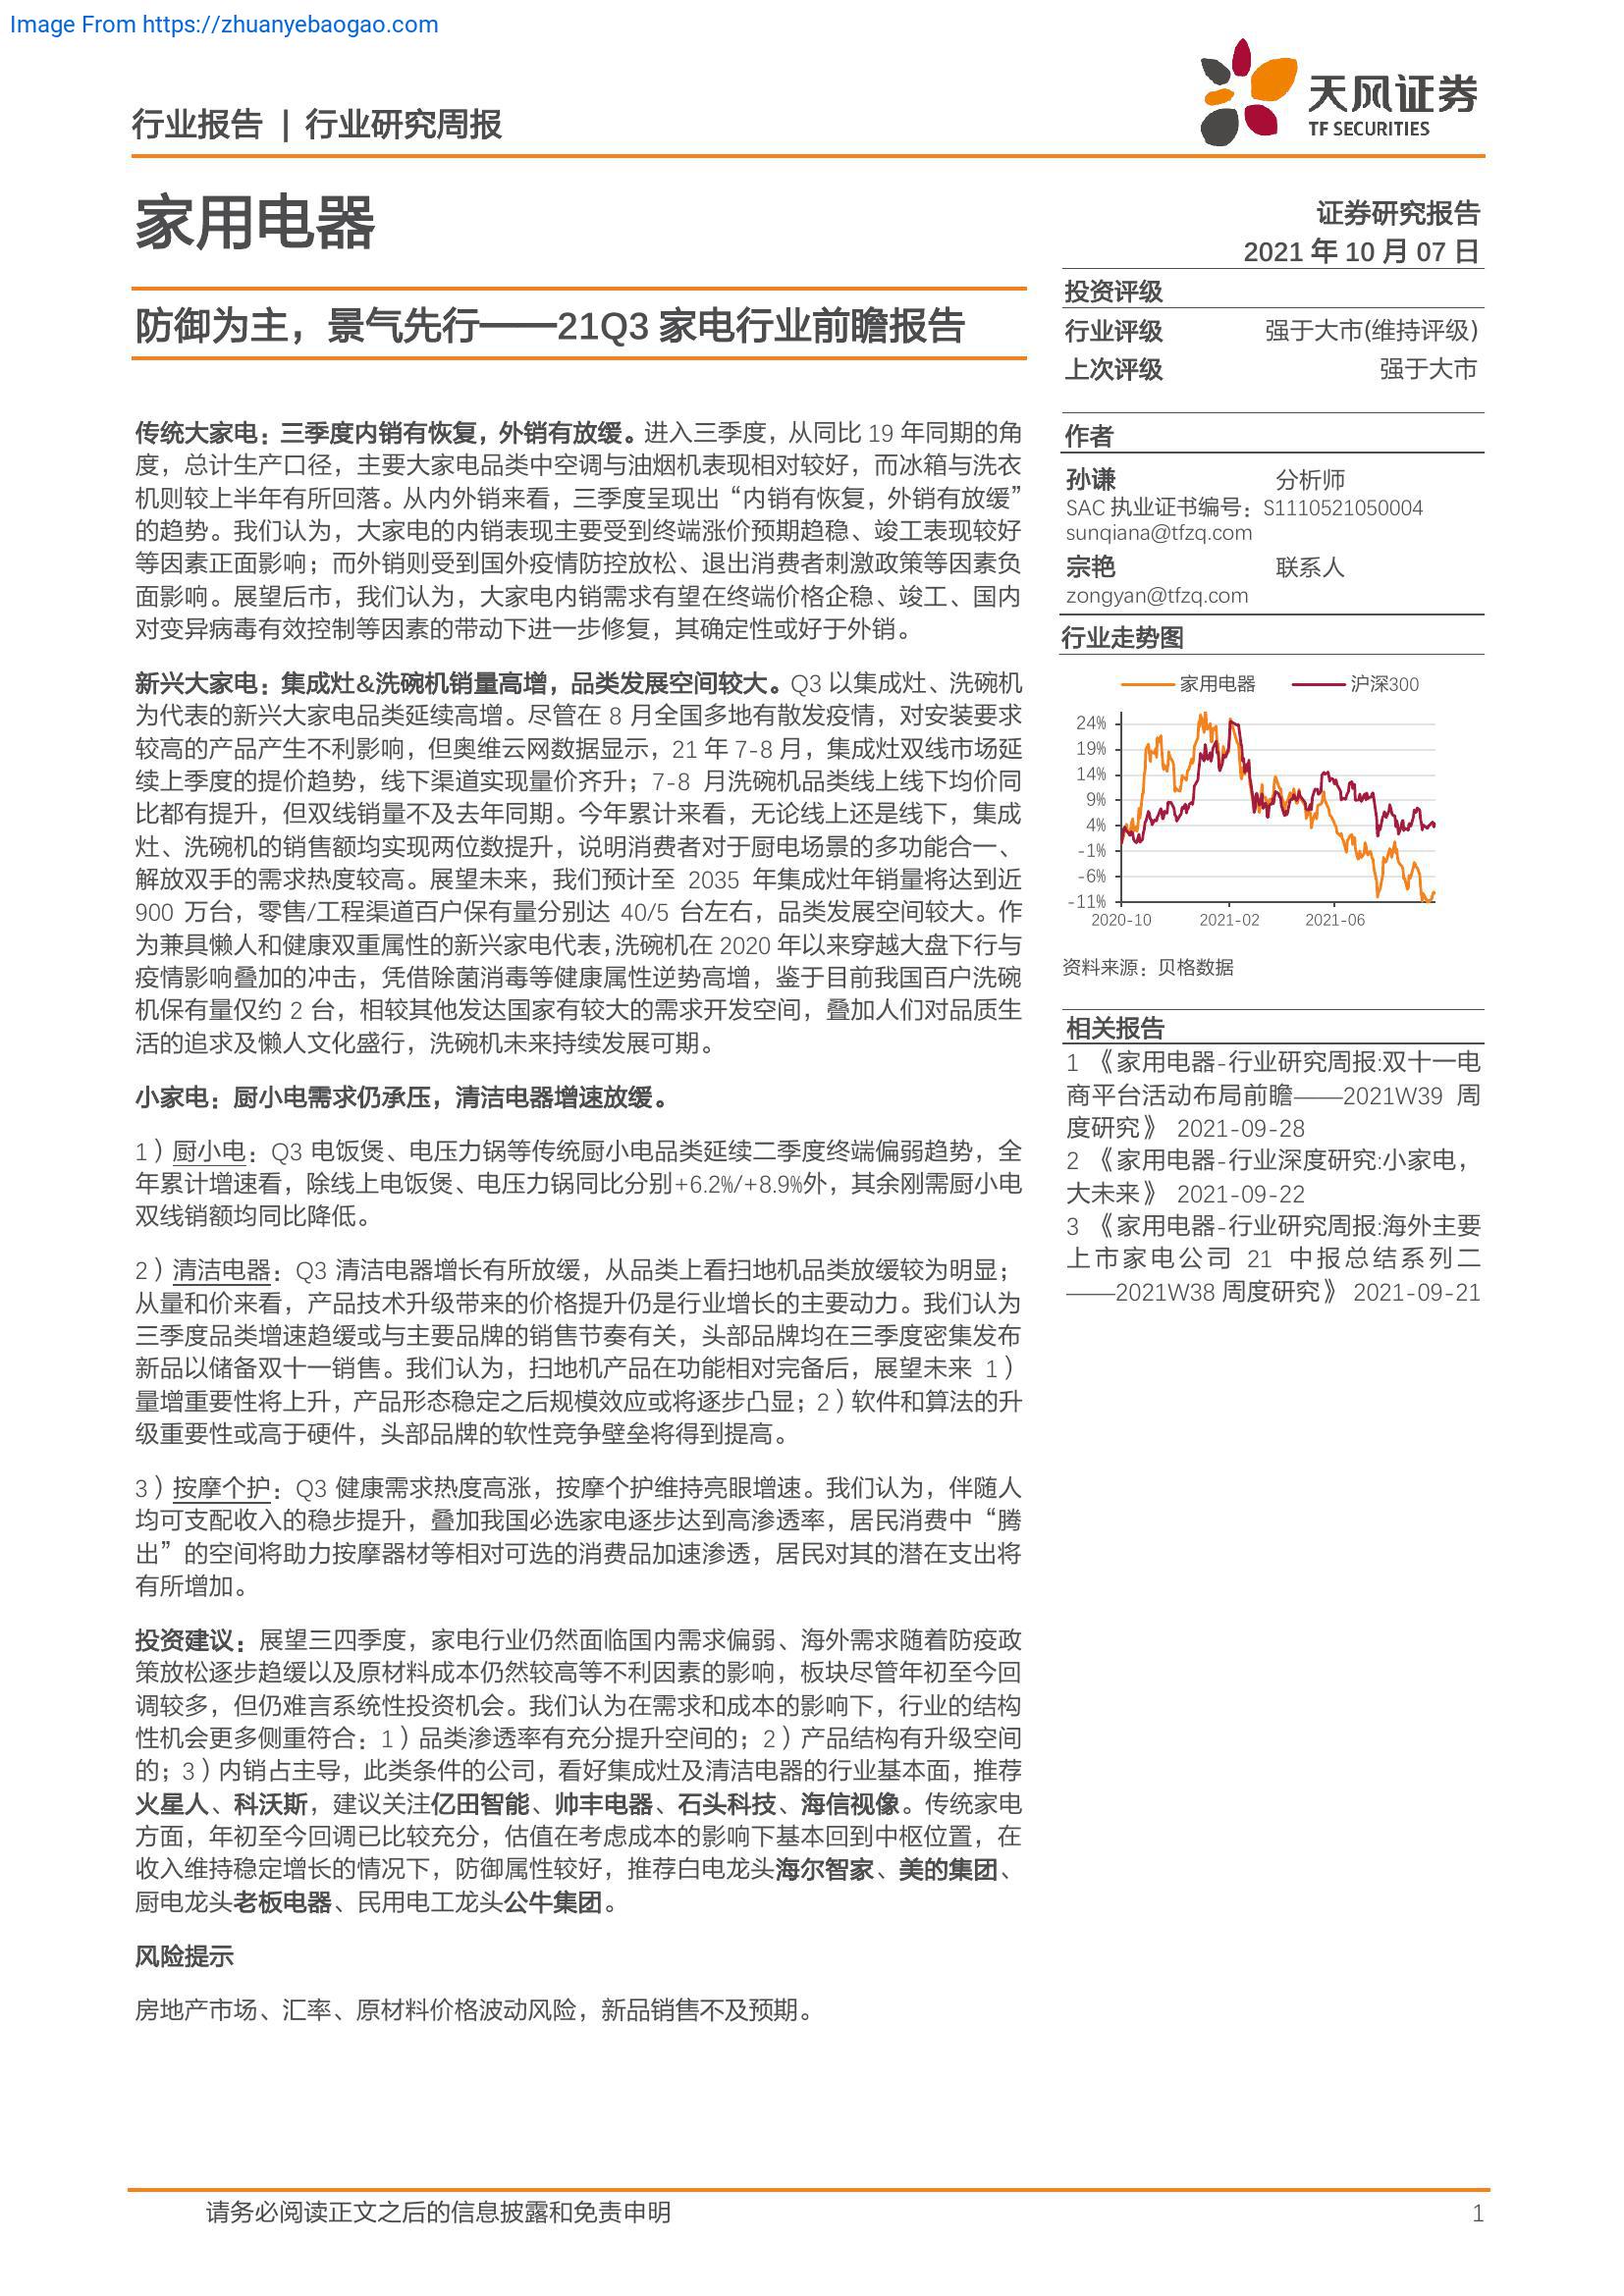 Image From https://zhuanyebaogao.com
行业报告 | 行业研究周报
天风证券
TF SECURITIES
家用电器
证券研究报告
2021 年 10 月 07 日
防御为主，景气先行——21Q3 家电行业前瞻报告
传统大家电：三季度内销有恢复，外销有放缓。进入三季度，从同比 19 年同期的角
度，总计生产口径，主要大家电品类中空调与油烟机表现相对较好，而冰箱与洗衣
机则较上半年有所回落。从内外销来看，三季度呈现出“内销有恢复，外销有放缓”
的趋势。我们认为，大家电的内销表现主要受到终端涨价预期趋稳、竣工表现较好
等因素正面影响；而外销则受到国外疫情防控放松、退出消费者刺激政策等因素负
面影响。展望后市，我们认为，大家电内销需求有望在终端价格企稳、竣工、国内
对变异病毒有效控制等因素的带动下进一步修复，其确定性或好于外销。
新兴大家电：集成灶&洗碗机销量高增，品类发展空间较大。Q3 以集成灶、洗碗机
为代表的新兴大家电品类延续高增。尽管在 8 月全国多地有散发疫情，对安装要求
较高的产品产生不利影响，但奥维云网数据显示，21 年 7-8 月，集成灶双线市场延
续上季度的提价趋势，线下渠道实现量价齐升；7-8 月洗碗机品类线上线下均价同
比都有提升，但双线销量不及去年同期。今年累计来看，无论线上还是线下，集成
灶、洗碗机的销售额均实现两位数提升，说明消费者对于厨电场景的多功能合一、
解放双手的需求热度较高。展望未来，我们预计至 2035 年集成灶年销量将达到近
900 万台，零售/工程渠道百户保有量分别达 40/5 台左右，品类发展空间较大。作
为兼具懒人和健康双重属性的新兴家电代表，洗碗机在 2020 年以来穿越大盘下行与
疫情影响叠加的冲击，凭借除菌消毒等健康属性逆势高增，鉴于目前我国百户洗碗
机保有量仅约 2 台，相较其他发达国家有较大的需求开发空间，叠加人们对品质生
活的追求及懒人文化盛行，洗碗机未来持续发展可期。
小家电：厨小电需求仍承压，清洁电器增速放缓。
1）厨小电：Q3 电饭煲、电压力锅等传统厨小电品类延续二季度终端偏弱趋势，全
年累计增速看，除线上电饭煲、电压力锅同比分别+6.2%/+8.9%外，其余刚需厨小电
双线销额均同比降低。
2）清洁电器：Q3 清洁电器增长有所放缓，从品类上看扫地机品类放缓较为明显；
从量和价来看，产品技术升级带来的价格提升仍是行业增长的主要动力。我们认为
三季度品类增速趋缓或与主要品牌的销售节奏有关，头部品牌均在三季度密集发布
新品以储备双十一销售。我们认为，扫地机产品在功能相对完备后，展望未来 1）
量增重要性将上升，产品形态稳定之后规模效应或将逐步凸显；2）软件和算法的升
级重要性或高于硬件，头部品牌的软性竞争壁垒将得到提高。
3）按摩个护：Q3 健康需求热度高涨，按摩个护维持亮眼增速。我们认为，伴随人
均可支配收入的稳步提升，叠加我国必选家电逐步达到高渗透率，居民消费中“腾
出”的空间将助力按摩器材等相对可选的消费品加速渗透，居民对其的潜在支出将
有所增加。
投资建议：展望三四季度，家电行业仍然面临国内需求偏弱、海外需求随着防疫政
策放松逐步趋缓以及原材料成本仍然较高等不利因素的影响，板块尽管年初至今回
调较多，但仍难言系统性投资机会。我们认为在需求和成本的影响下，行业的结构
性机会更多侧重符合：1）品类渗透率有充分提升空间的；2）产品结构有升级空间
的；3）内销占主导，此类条件的公司，看好集成灶及清洁电器的行业基本面，推荐
火星人、科沃斯，建议关注亿田智能、帅丰电器、石头科技、海信视像。传统家电
方面，年初至今回调已比较充分，估值在考虑成本的影响下基本回到中枢位置，在
收入维持稳定增长的情况下，防御属性较好，推荐白电龙头海尔智家、美的集团、
厨电龙头老板电器、民用电工龙头公牛集团。
风险提示
房地产市场、汇率、原材料价格波动风险，新品销售不及预期。
投资评级
行业评级 强于大市(维持评级)
上次评级 强于大市
作者
孙谦 分析师
SAC 执业证书编号：S1110521050004
sunqiana@tfzq.com
宗艳 联系人
zongyan@tfzq.com
行业走势图
家用电器 沪深300
24%
19%
14%
9%
4%
-1%
-6%
-11%
2020-10 2021-02 2021-06
资料来源：贝格数据
相关报告
1 《家用电器-行业研究周报:双十一电
商平台活动布局前瞻——2021W39 周
度研究》 2021-09-28
2 《家用电器-行业深度研究:小家电，
大未来》 2021-09-22
3 《家用电器-行业研究周报:海外主要
上市家电公司 21 中报总结系列二
——2021W38 周度研究》 2021-09-21
请务必阅读正文之后的信息披露和免责申明
1